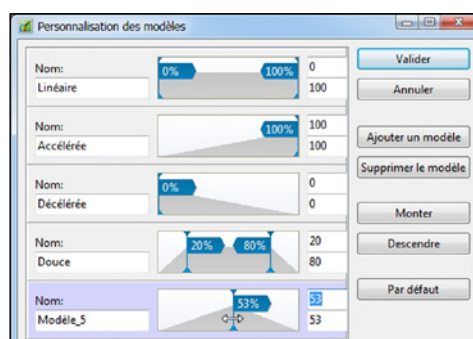 Personnalisation des modèles
Nom:
Linéaire
0%
100%
0
100
Nom:
Accélérée
100%
100
100
Nom:
Décélérée
0%
0
0
Nom:
Douce
20%
80%
20
80
Nom:
Modèle_5
53%
53
53
Valider
Annuler
Ajouter un modèle
Supprimer le modèle
Monter
Descendre
Par défaut